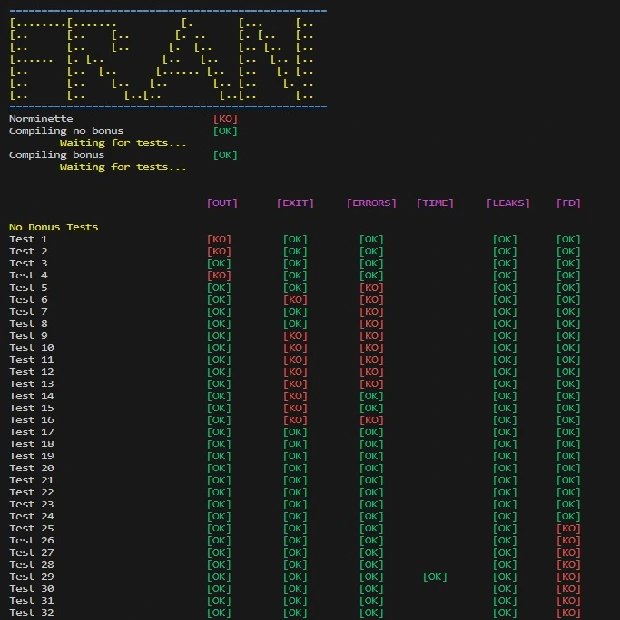 FRAN
Norminette [KO]
Compiling no bonus [OK]
Waiting for tests...
Compiling bonus [OK]
Waiting for tests...
[OUT] [EXIT] [ERRORS] [TIME] [LEAKS] [FD]
No Bonus Tests
Test 1 [KO] [OK] [OK] [OK] [OK]
Test 2 [KO] [OK] [OK] [OK] [OK]
Test 3 [OK] [OK] [OK] [OK] [OK]
Test 4 [KO] [OK] [OK] [OK] [OK]
Test 5 [OK] [OK] [KO] [OK] [OK]
Test 6 [OK] [KO] [KO] [OK] [OK]
Test 7 [OK] [OK] [KO] [OK] [OK]
Test 8 [OK] [OK] [KO] [OK] [OK]
Test 9 [OK] [KO] [KO] [OK] [OK]
Test 10 [OK] [KO] [KO] [OK] [OK]
Test 11 [OK] [KO] [KO] [OK] [OK]
Test 12 [OK] [KO] [KO] [OK] [OK]
Test 13 [OK] [KO] [KO] [OK] [OK]
Test 14 [OK] [KO] [OK] [OK] [OK]
Test 15 [OK] [KO] [OK] [OK] [OK]
Test 16 [OK] [KO] [KO] [OK] [OK]
Test 17 [OK] [OK] [OK] [OK] [OK]
Test 18 [OK] [OK] [OK] [OK] [OK]
Test 19 [OK] [OK] [OK] [OK] [OK]
Test 20 [OK] [OK] [OK] [OK] [OK]
Test 21 [OK] [OK] [OK] [OK] [OK]
Test 22 [OK] [OK] [OK] [OK] [OK]
Test 23 [OK] [OK] [OK] [OK] [OK]
Test 24 [OK] [OK] [OK] [OK] [OK]
Test 25 [OK] [OK] [OK] [OK] [KO]
Test 26 [OK] [OK] [OK] [OK] [KO]
Test 27 [OK] [OK] [OK] [OK] [KO]
Test 28 [OK] [OK] [OK] [OK] [KO]
Test 29 [OK] [OK] [OK] [OK] [OK] [KO]
Test 30 [OK] [OK] [OK] [OK] [KO]
Test 31 [OK] [OK] [OK] [OK] [KO]
Test 32 [OK] [OK] [OK] [OK] [KO]